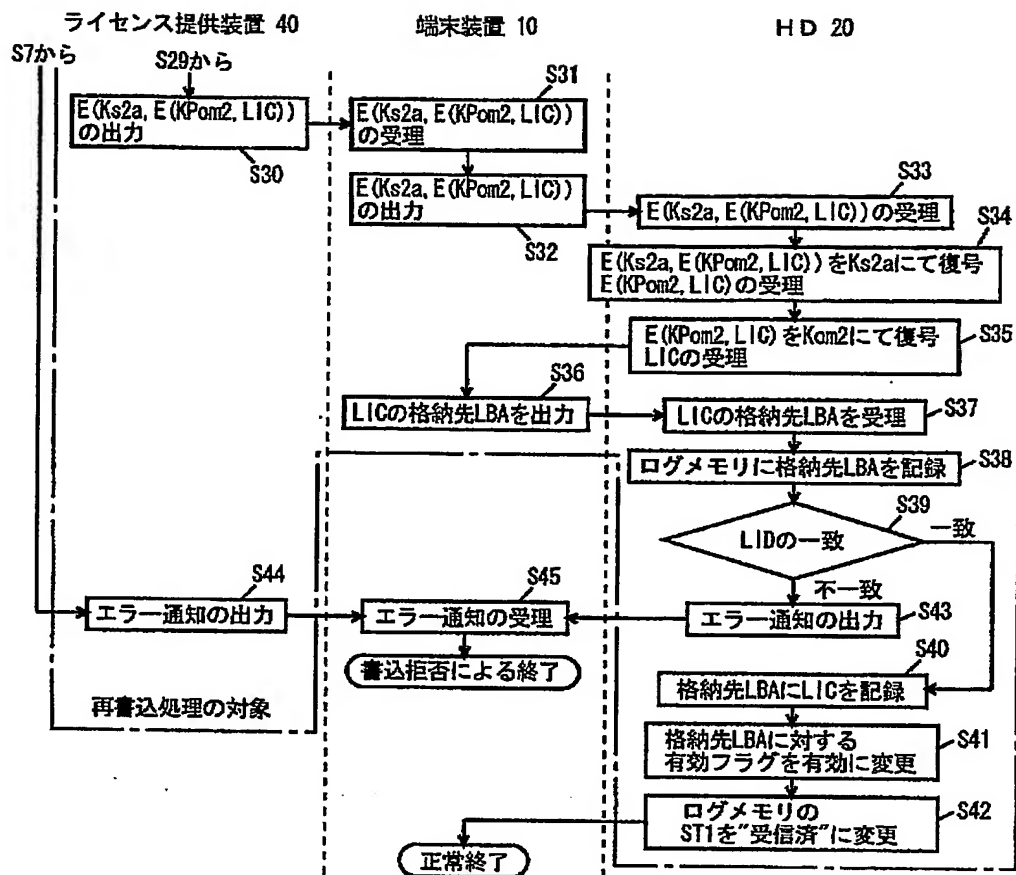 ライセンス提供装置 40
端末装置 10
HD 20
S7から
S29から
E(Ks2a, E(KPom2, LIC))
の出力
S30
S31
E(Ks2a, E(KPom2, LIC))
の受理
E(Ks2a, E(KPom2, LIC))
の出力
S32
S33
E(Ks2a, E(KPom2, LIC))の受理
S34
E(Ks2a, E(KPom2, LIC))をKs2aにて復号
E(KPom2, LIC)の受理
E(KPom2, LIC)をKom2にて復号
LICの受理
S35
S36
LICの格納先LBAを出力
LICの格納先LBAを受理
S37
ログメモリに格納先LBAを記録
S38
S39
LIDの一致
一致
不一致
S44
エラー通知の出力
S45
エラー通知の受理
エラー通知の出力
S43
書込拒否による終了
S40
格納先LBAにLICを記録
再書込処理の対象
格納先LBAに対する
有効フラグを有効に変更
S41
ログメモリの
ST1を"受信済"に変更
S42
正常終了